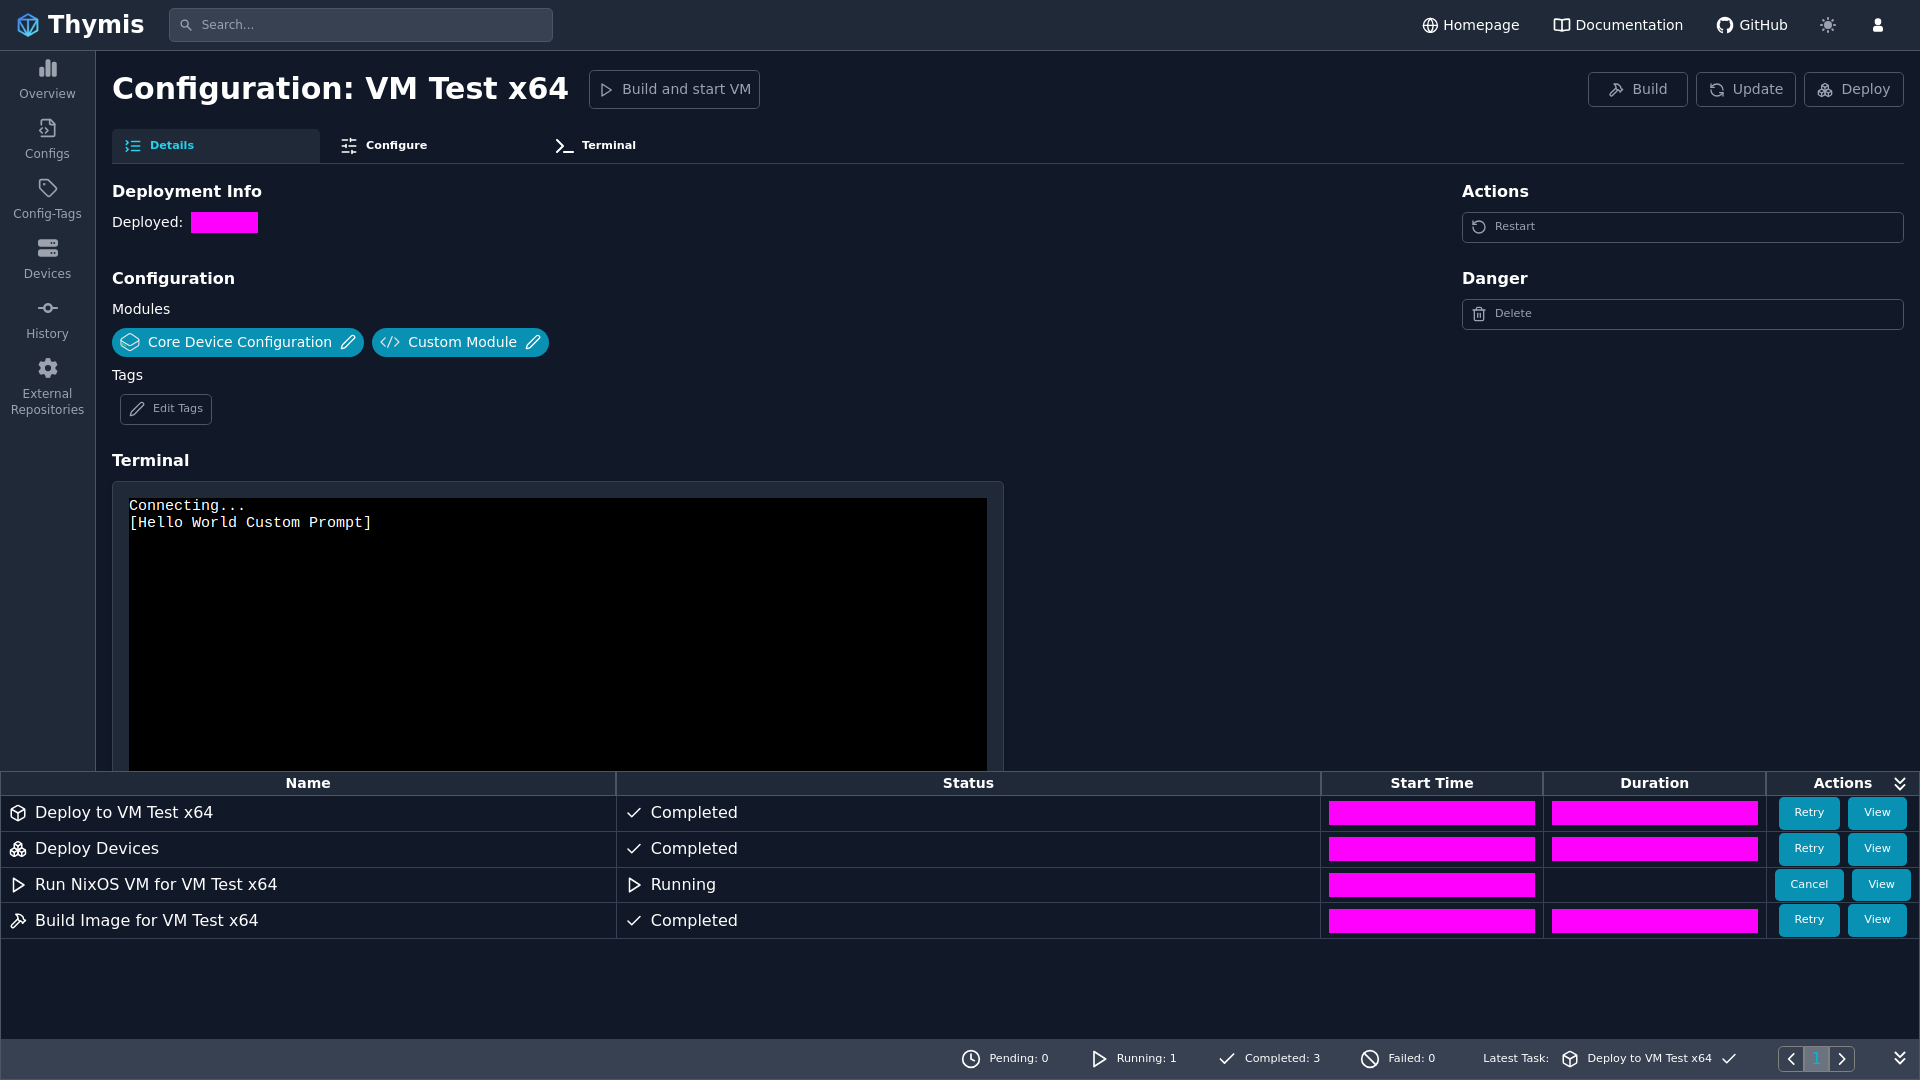 Thymis
Search...
Homepage
Documentation
GitHub
Overview
Configs
Config-Tags
Devices
History
External
Repositories
Configuration: VM Test x64
Build and start VM
Build
Update
Deploy
Details
Configure
Terminal
Deployment Info
Deployed:
Configuration
Modules
Core Device Configuration
Custom Module
Tags
Edit Tags
Actions
Restart
Danger
Delete
Terminal
Connecting...
[Hello World Custom Prompt]
Name Status Start Time Duration Actions
Deploy to VM Test x64 Completed Retry View
Deploy Devices Completed Retry View
Run NixOS VM for VM Test x64 Running Cancel View
Build Image for VM Test x64 Completed Retry View
Pending: 0 Running: 1 Completed: 3 Failed: 0 Latest Task: Deploy to VM Test x64 1